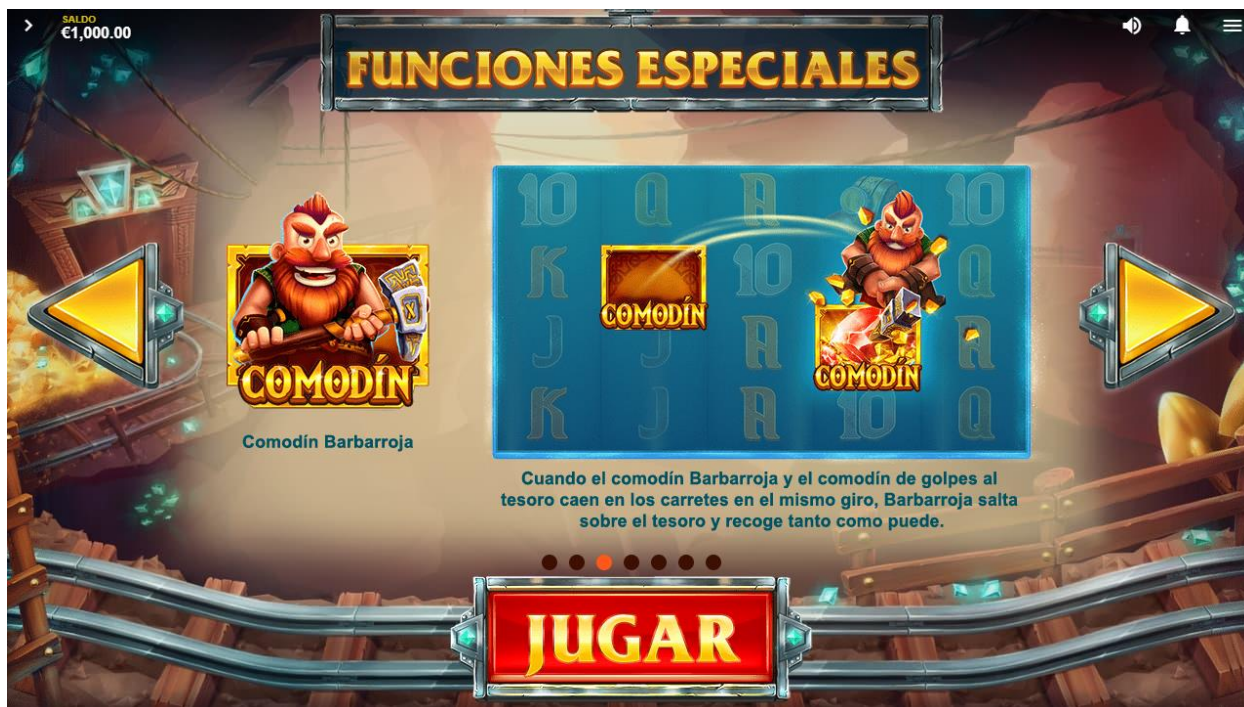 SALDO
€1,000.00
FUNCIONES ESPECIALES
10 Q A 10
K COMODÍN 10 Q
J J A COMODÍN A
K J A 10 Q
COMODÍN
Comodín Barbarroja
Cuando el comodín Barbarroja y el comodín de golpes al
tesoro caen en los carretes en el mismo giro, Barbarroja salta
sobre el tesoro y recoge tanto como puede.
JUGAR